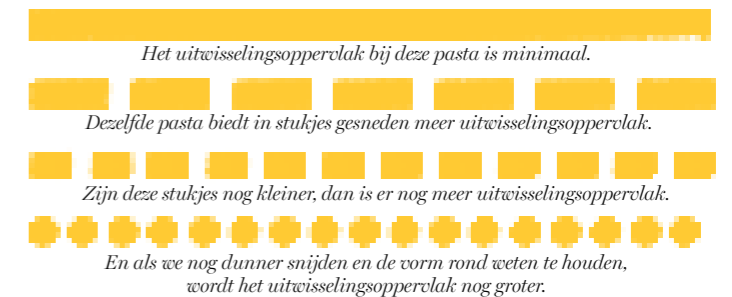 Het uitwisselingsoppervlak bij deze pasta is minimaal.
Dezelfde pasta biedt in stukjes gesneden meer uitwisselingsoppervlak.
Zijn deze stukjes nog kleiner, dan is er nog meer uitwisselingsoppervlak.
En als we nog dunner snijden en de vorm rond weten te houden,
wordt het uitwisselingsoppervlak nog groter.